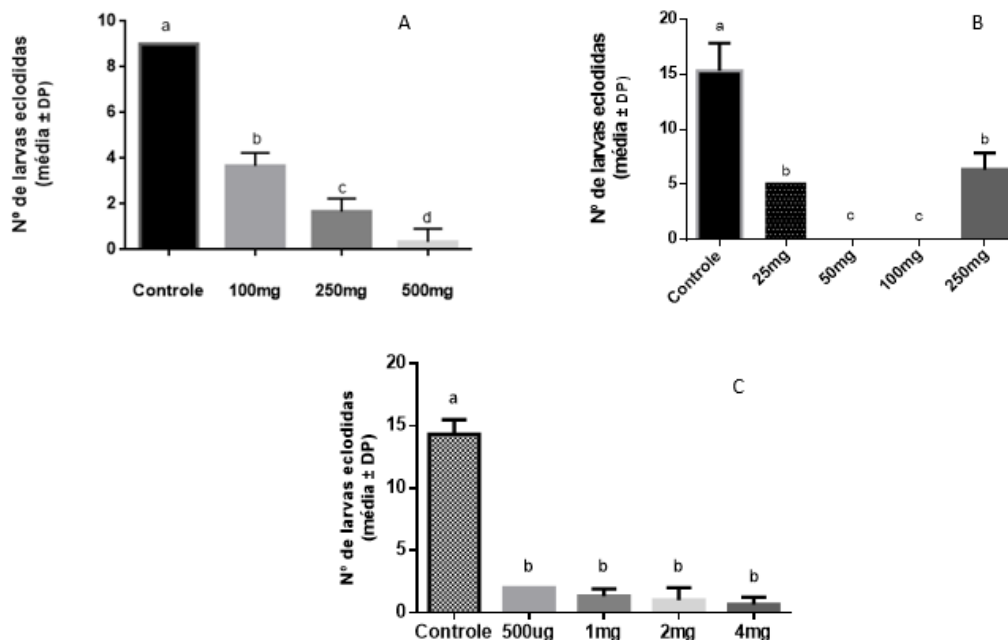 A
Nº de larvas eclodidas
(média ± DP)
10
8
6
4
2
0
a
b
c
d
Controle
100mg
250mg
500mg
B
Nº de larvas eclodidas
(média ± DP)
20
15
10
5
0
a
b
c
c
b
Controle
25mg
50mg
100mg
250mg
C
Nº de larvas eclodidas
(média ± DP)
20
15
10
5
0
a
b
b
b
b
Controle
500ug
1mg
2mg
4mg